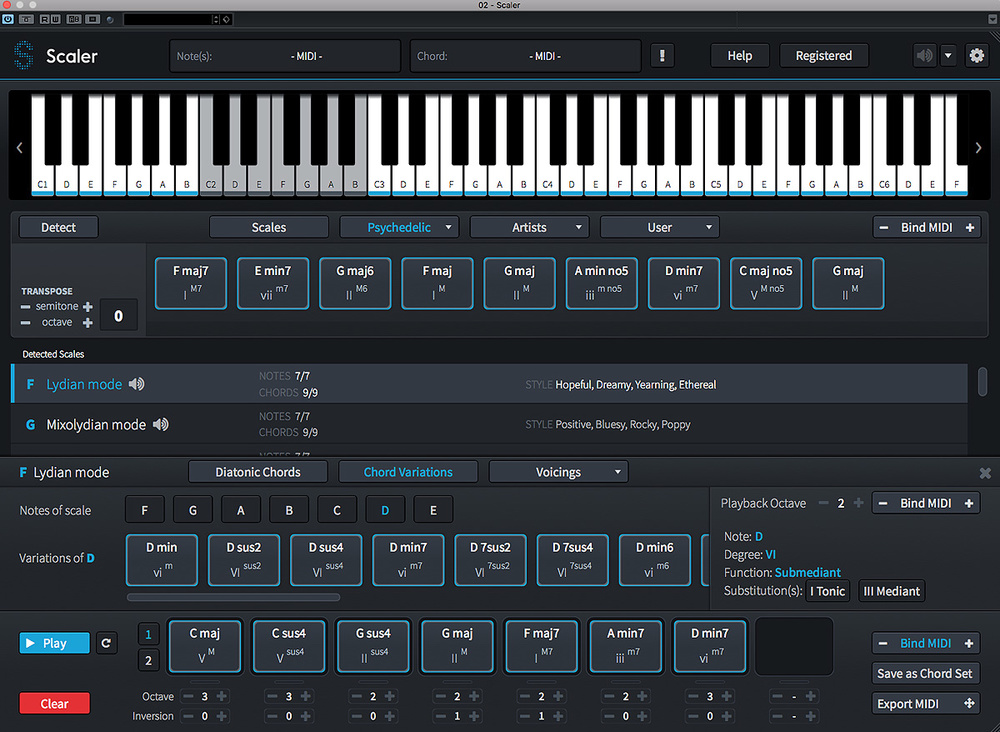 02 - Scaler
R W
Scaler
Note(s): - MIDI -
Chord: - MIDI -
!
Help
Registered
C1 D E F G A B C2 D E F G A B C3 D E F G A B C4 D E F G A B C5 D E F G A B C6 D E F
Detect
Scales
Psychedelic
Artists
User
− Bind MIDI +
TRANSPOSE
− semitone +
− octave +
0
F maj7 E min7 G maj6 F maj G maj A min no5 D min7 C maj no5 G maj
I M7 vii m7 II M6 I M II M iii m no5 vi m7 V M no5 II M
Detected Scales
F Lydian mode
NOTES 7/7
CHORDS 9/9
STYLE Hopeful, Dreamy, Yearning, Ethereal
G Mixolydian mode
NOTES 7/7
CHORDS 9/9
STYLE Positive, Bluesy, Rocky, Poppy
NOTES 7/7
F Lydian mode
Diatonic Chords
Chord Variations
Voicings
Notes of scale F G A B C D E
Playback Octave − 2 +
− Bind MIDI +
Variations of D
D min D sus2 D sus4 D min7 D 7sus2 D 7sus4 D min6
vi m VI sus2 VI sus4 vi m7 VI 7sus2 VI 7sus4 vi m6
Note: D
Degree: VI
Function: Submediant
Substitution(s): I Tonic III Mediant
Play
C
1
2
C maj C sus4 G sus4 G maj F maj7 A min7 D min7
V M V sus4 II sus4 II M I M7 iii m7 vi m7
− Bind MIDI +
Save as Chord Set
Clear
Octave − 3 + − 3 + − 2 + − 2 + − 2 + − 2 + − 3 + − - +
Inversion − 0 + − 0 + − 0 + − 1 + − 1 + − 0 + − 0 + − - +
Export MIDI